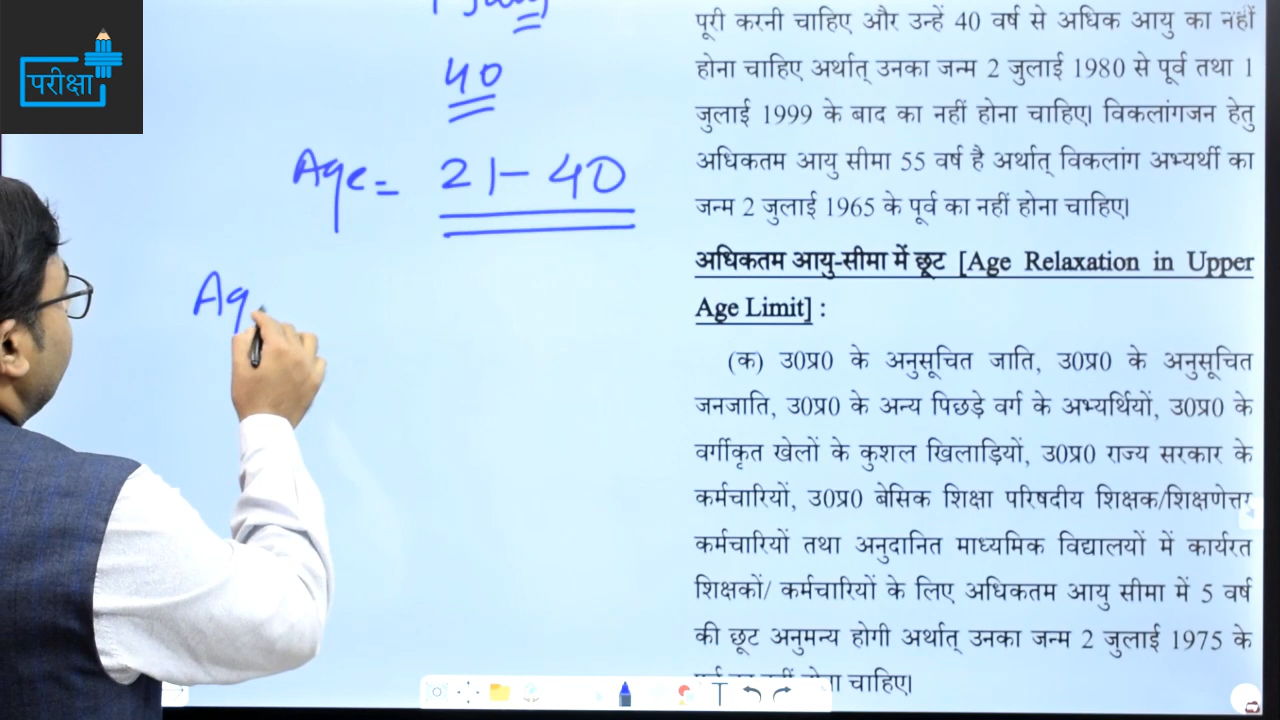 परीक्षा
40
Age = 21-40
Ag
पूरी करनी चाहिए और उन्हें 40 वर्ष से अधिक आयु का नहीं
होना चाहिए अर्थात् उनका जन्म 2 जुलाई 1980 से पूर्व तथा 1
जुलाई 1999 के बाद का नहीं होना चाहिए। विकलांगजन हेतु
अधिकतम आयु सीमा 55 वर्ष है अर्थात् विकलांग अभ्यर्थी का
जन्म 2 जुलाई 1965 के पूर्व का नहीं होना चाहिए।
अधिकतम आयु-सीमा में छूट [Age Relaxation in Upper
Age Limit] :
(क) उ0प्र0 के अनुसूचित जाति, उ0प्र0 के अनुसूचित
जनजाति, उ0प्र0 के अन्य पिछड़े वर्ग के अभ्यर्थियों, उ0प्र0 के
वर्गीकृत खेलों के कुशल खिलाड़ियों, उ0प्र0 राज्य सरकार के
कर्मचारियों, उ0प्र0 बेसिक शिक्षा परिषदीय शिक्षक/शिक्षणेत्तर
कर्मचारियों तथा अनुदानित माध्यमिक विद्यालयों में कार्यरत
शिक्षकों/ कर्मचारियों के लिए अधिकतम आयु सीमा में 5 वर्ष
की छूट अनुमन्य होगी अर्थात् उनका जन्म 2 जुलाई 1975 के
चाहिए।